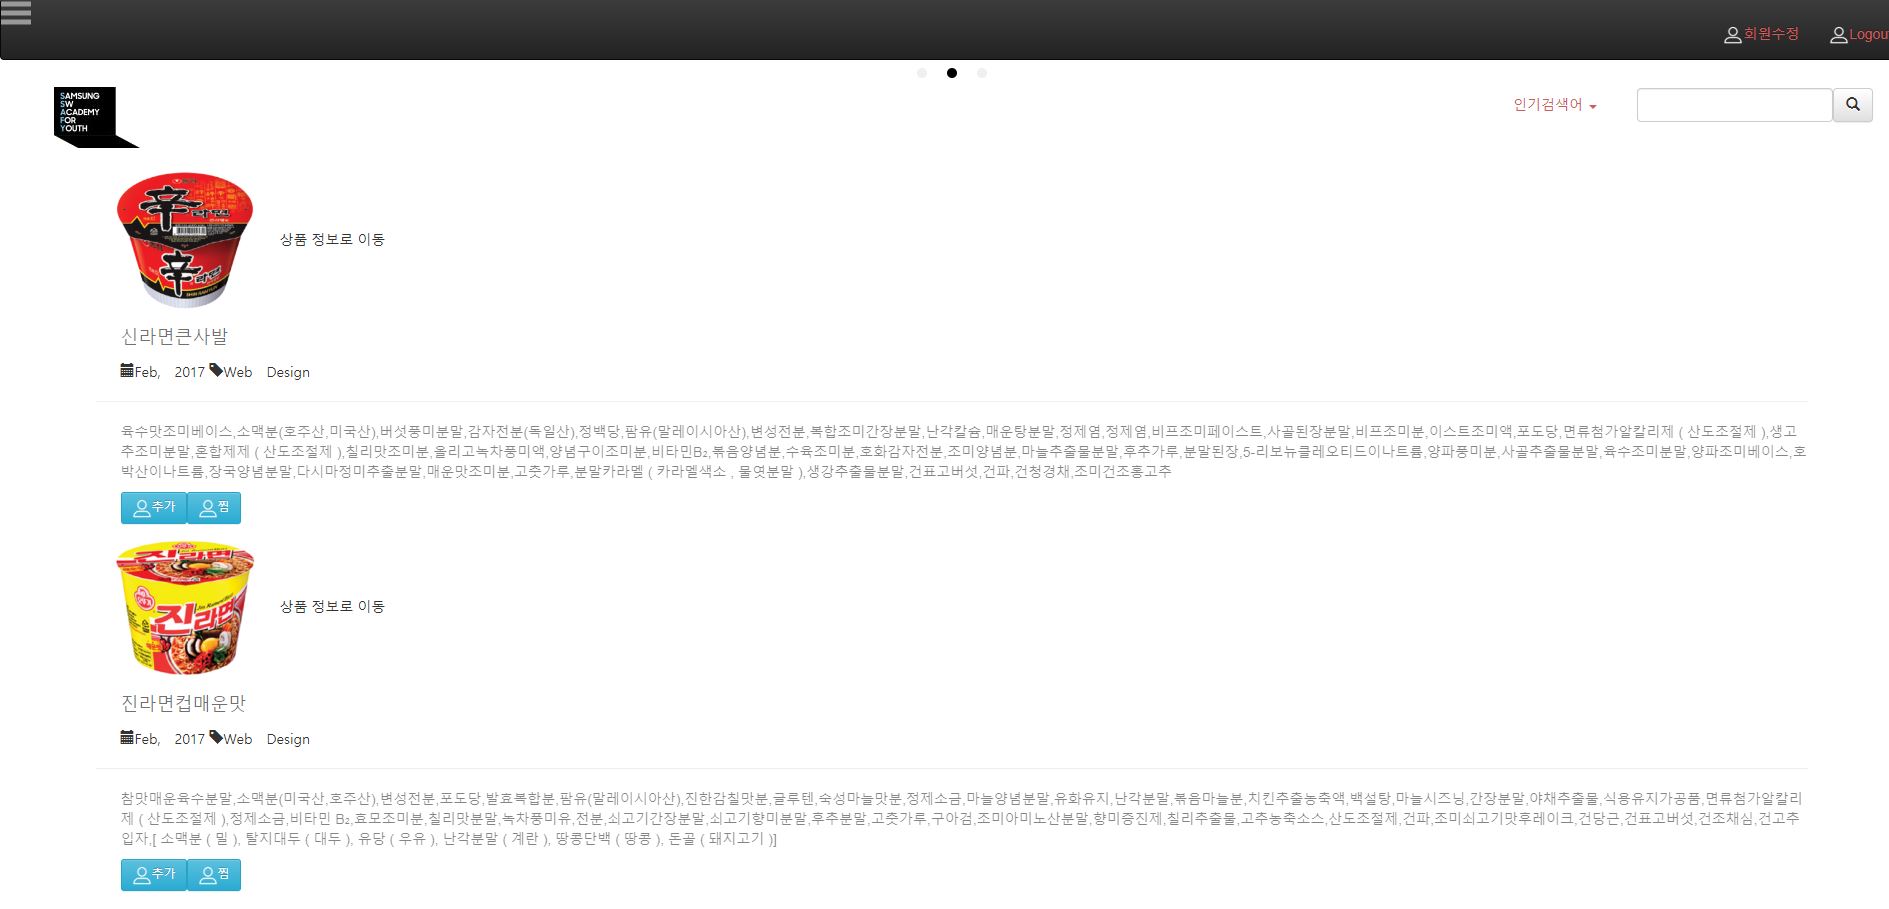 회원수정
Logou
SAMSUNG
SW
ACADEMY
FOR
YOUTH
인기검색어
辛라면
辛라면
상품 정보로 이동
신라면큰사발
Feb, 2017 Web Design
육수맛조미베이스,소맥분(호주산,미국산),버섯풍미분말,감자전분(독일산),정백당,팜유(말레이시아산),변성전분,복합조미간장분말,난각칼슘,매운탕분말,정제염,정제염,비프조미페이스트,사골된장분말,비프조미분,이스트조미액,포도당,면류첨가알칼리제 ( 산도조절제 ),생고
추조미분말,혼합제제 ( 산도조절제 ),칠리맛조미분,올리고녹차풍미액,양념구이조미분,비타민B₂,볶음양념분,수육조미분,호화감자전분,조미양념분,마늘추출물분말,후추가루,분말된장,5-리보뉴클레오티드이나트륨,양파풍미분,사골추출물분말,육수조미분말,양파조미베이스,호
박산이나트륨,장국양념분말,다시마정미추출분말,매운맛조미분,고춧가루,분말카라멜 ( 카라멜색소 , 물엿분말 ),생강추출물분말,건표고버섯,건파,건청경채,조미건조홍고추
추가 찜
진라면
상품 정보로 이동
진라면컵매운맛
Feb, 2017 Web Design
참맛매운육수분말,소맥분(미국산,호주산),변성전분,포도당,발효복합분,팜유(말레이시아산),진한감칠맛분,글루텐,숙성마늘맛분,정제소금,마늘양념분말,유화유지,난각분말,볶음마늘분,치킨추출농축액,백설탕,마늘시즈닝,간장분말,야채추출물,식용유지가공품,면류첨가알칼리
제 ( 산도조절제 ),정제소금,비타민 B₂,효모조미분,칠리맛분말,녹차풍미유,전분,쇠고기간장분말,쇠고기향미분말,후추분말,고춧가루,구아검,조미아미노산분말,향미증진제,칠리추출물,고추농축소스,산도조절제,건파,조미쇠고기맛후레이크,건당근,건표고버섯,건조채심,건고추
입자,[ 소맥분 ( 밀 ), 탈지대두 ( 대두 ), 유당 ( 우유 ), 난각분말 ( 계란 ), 땅콩단백 ( 땅콩 ), 돈골 ( 돼지고기 )]
추가 찜